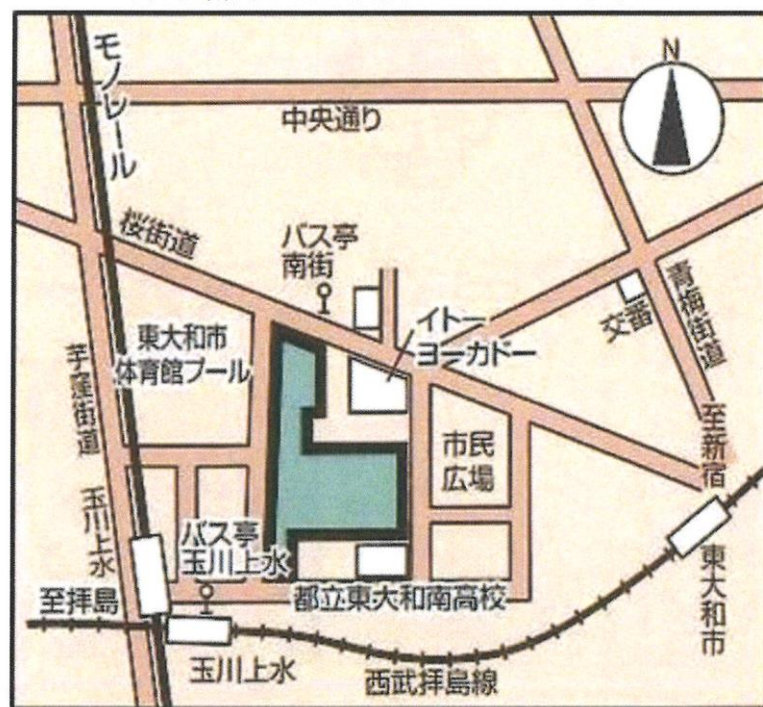 モノレール
N
中央通り
桜街道
バス亭
南街
イトー
ヨーカドー
交番
青梅街道
東大和市
体育館プール
芋窪街道
市民
広場
至新宿
玉川上水
バス亭
玉川上水
都立東大和南高校
東大和市
至拝島
玉川上水
西武拝島線